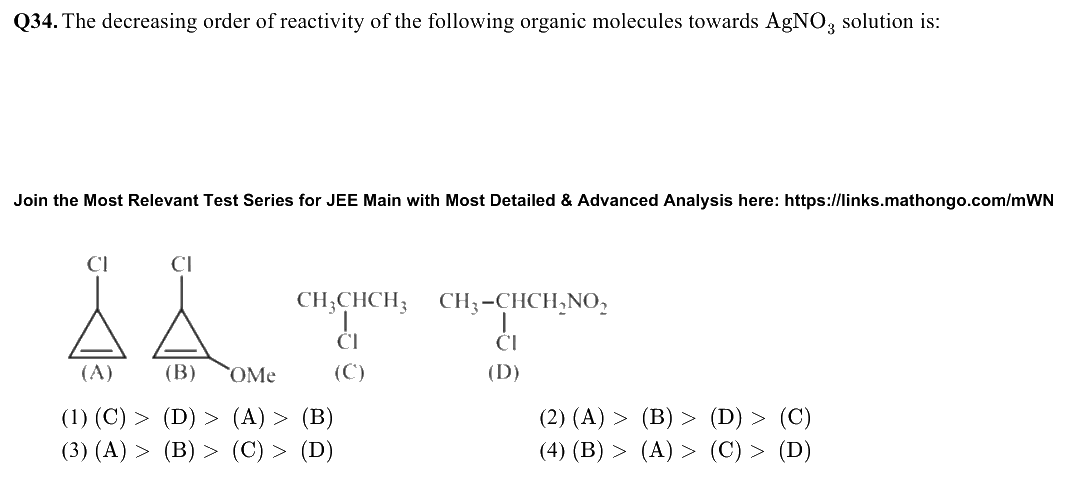 Q34. The decreasing order of reactivity of the following organic molecules towards AgNO₃ solution is:
Join the Most Relevant Test Series for JEE Main with Most Detailed & Advanced Analysis here: https://links.mathongo.com/mWN
Cl Cl
CH₃CHCH₃ CH₃–CHCH₂NO₂
Cl Cl
(A) (B) OMe (C) (D)
(1) (C) > (D) > (A) > (B) (2) (A) > (B) > (D) > (C)
(3) (A) > (B) > (C) > (D) (4) (B) > (A) > (C) > (D)